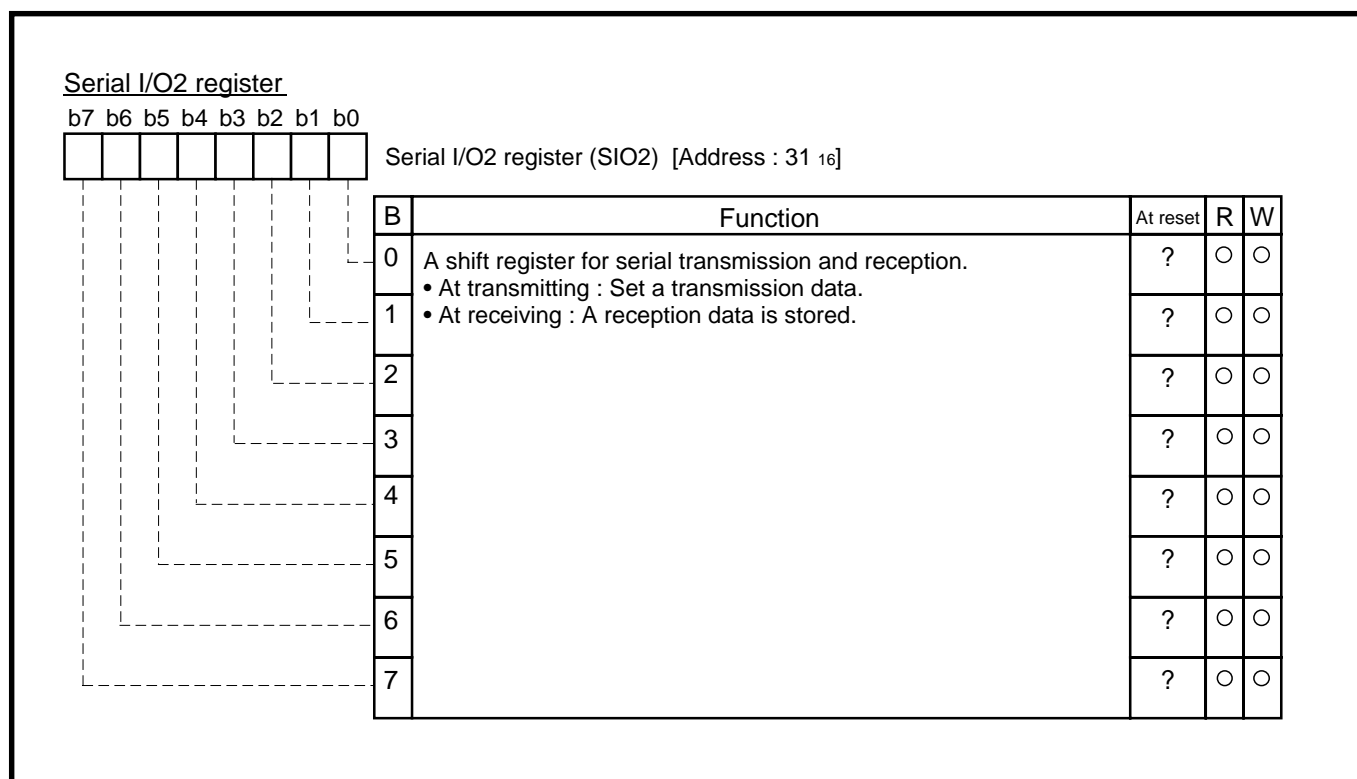 Serial I/O2 register
b7 b6 b5 b4 b3 b2 b1 b0
Serial I/O2 register (SIO2) [Address : 31 16]
B Function At reset R W
0 A shift register for serial transmission and reception. ? ○ ○
• At transmitting : Set a transmission data.
1 • At receiving : A reception data is stored. ? ○ ○
2 ? ○ ○
3 ? ○ ○
4 ? ○ ○
5 ? ○ ○
6 ? ○ ○
7 ? ○ ○